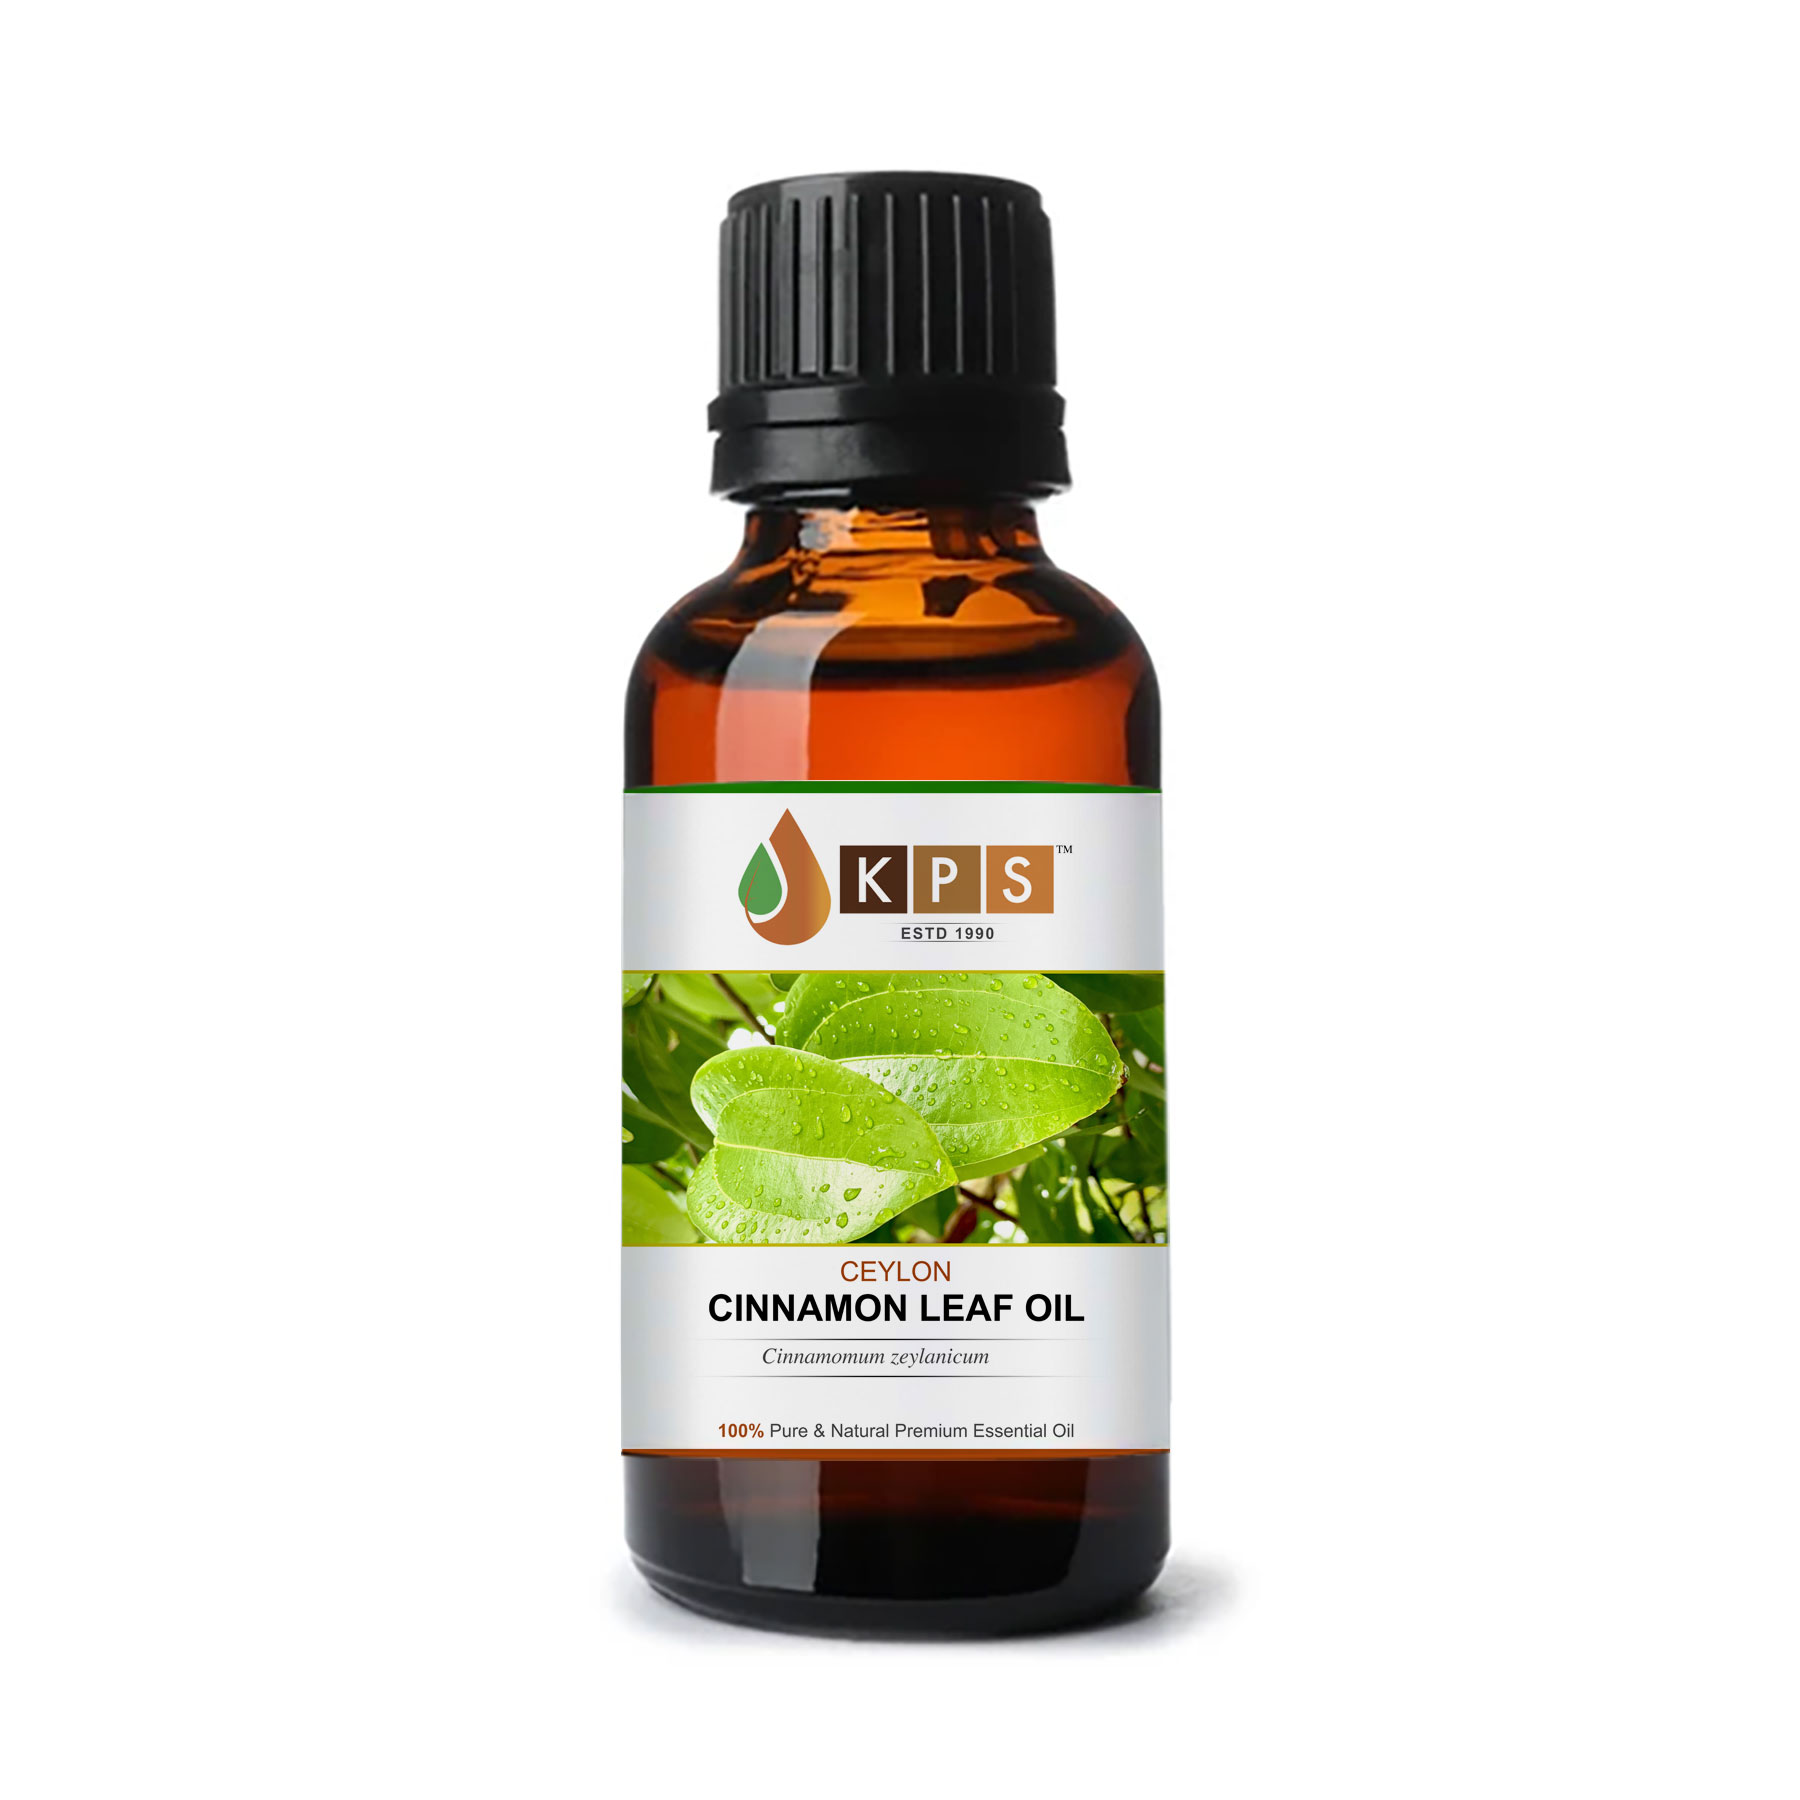 KPS™
ESTD 1990
CEYLON
CINNAMON LEAF OIL
Cinnamomum zeylanicum
100% Pure & Natural Premium Essential Oil